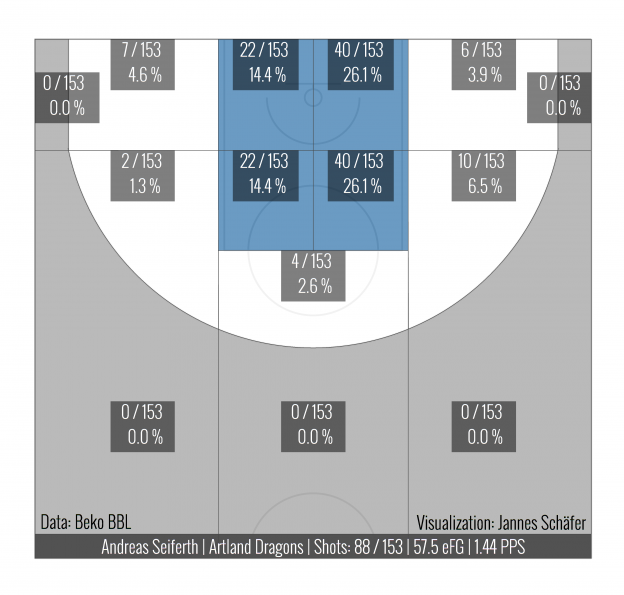 7 / 153
4.6 %
22 / 153
14.4 %
40 / 153
26.1 %
6 / 153
3.9 %
0 / 153
0.0 %
0 / 153
0.0 %
2 / 153
1.3 %
22 / 153
14.4 %
40 / 153
26.1 %
10 / 153
6.5 %
4 / 153
2.6 %
0 / 153
0.0 %
0 / 153
0.0 %
0 / 153
0.0 %
Data: Beko BBL
Visualization: Jannes Schäfer
Andreas Seiferth | Artland Dragons | Shots: 88 / 153 | 57.5 eFG | 1.44 PPS